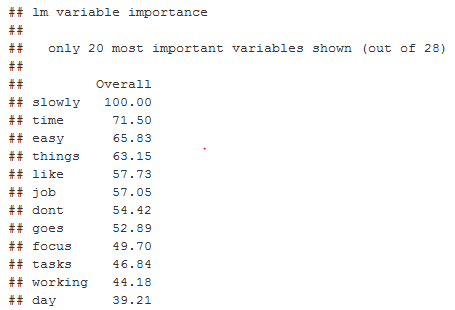 ## lm variable importance
##
##   only 20 most important variables shown (out of 28)
##
##         Overall
## slowly   100.00
## time      71.50
## easy      65.83
## things    63.15
## like      57.73
## job       57.05
## dont      54.42
## goes      52.89
## focus     49.70
## tasks     46.84
## working   44.18
## day       39.21